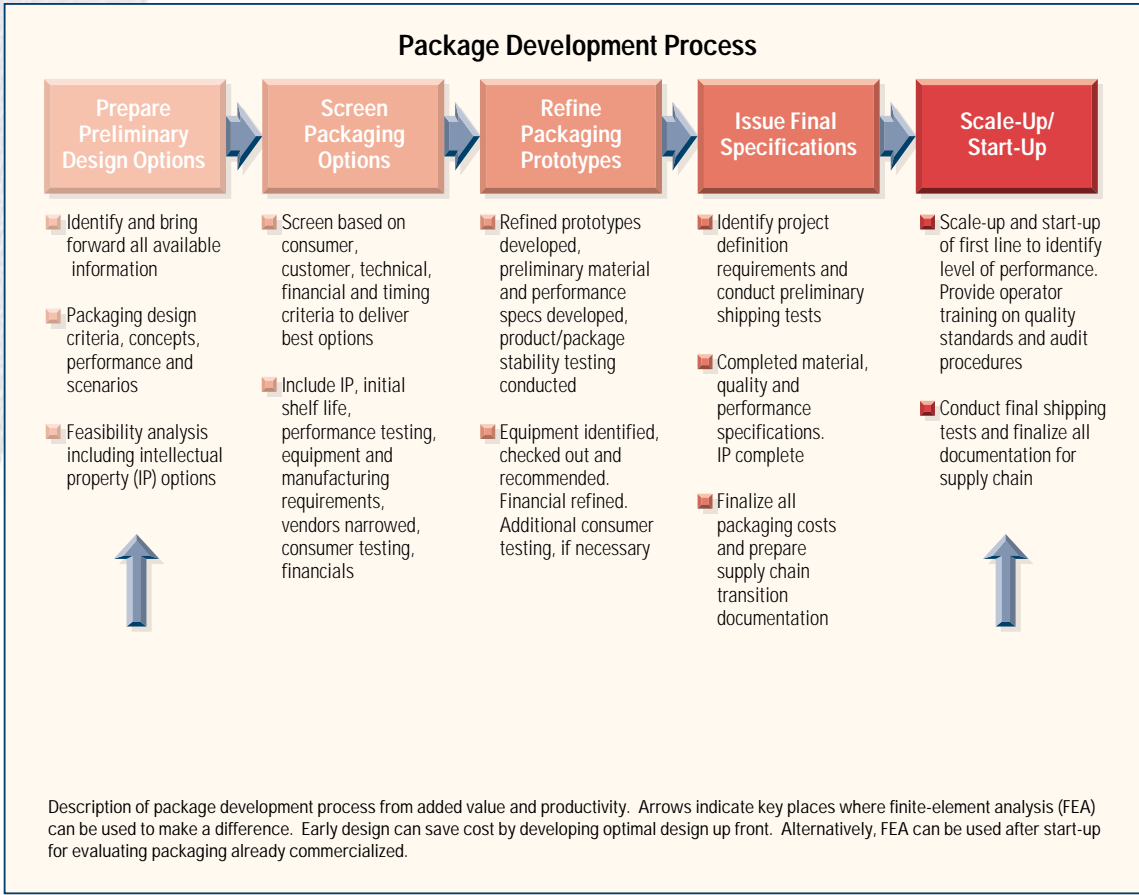 Package Development Process
Prepare
Preliminary
Design Options
Screen
Packaging
Options
Refine
Packaging
Prototypes
Issue Final
Specifications
Scale-Up/
Start-Up
Identify and bring
forward all available
information
Packaging design
criteria, concepts,
performance and
scenarios
Feasibility analysis
including intellectual
property (IP) options
Screen based on
consumer,
customer, technical,
financial and timing
criteria to deliver
best options
Include IP, initial
shelf life,
performance testing,
equipment and
manufacturing
requirements,
vendors narrowed,
consumer testing,
financials
Refined prototypes
developed,
preliminary material
and performance
specs developed,
product/package
stability testing
conducted
Equipment identified,
checked out and
recommended.
Financial refined.
Additional consumer
testing, if necessary
Identify project
definition
requirements and
conduct preliminary
shipping tests
Completed material,
quality and
performance
specifications.
IP complete
Finalize all
packaging costs
and prepare
supply chain
transition
documentation
Scale-up and start-up
of first line to identify
level of performance.
Provide operator
training on quality
standards and audit
procedures
Conduct final shipping
tests and finalize all
documentation for
supply chain
Description of package development process from added value and productivity. Arrows indicate key places where finite-element analysis (FEA)
can be used to make a difference. Early design can save cost by developing optimal design up front. Alternatively, FEA can be used after start-up
for evaluating packaging already commercialized.